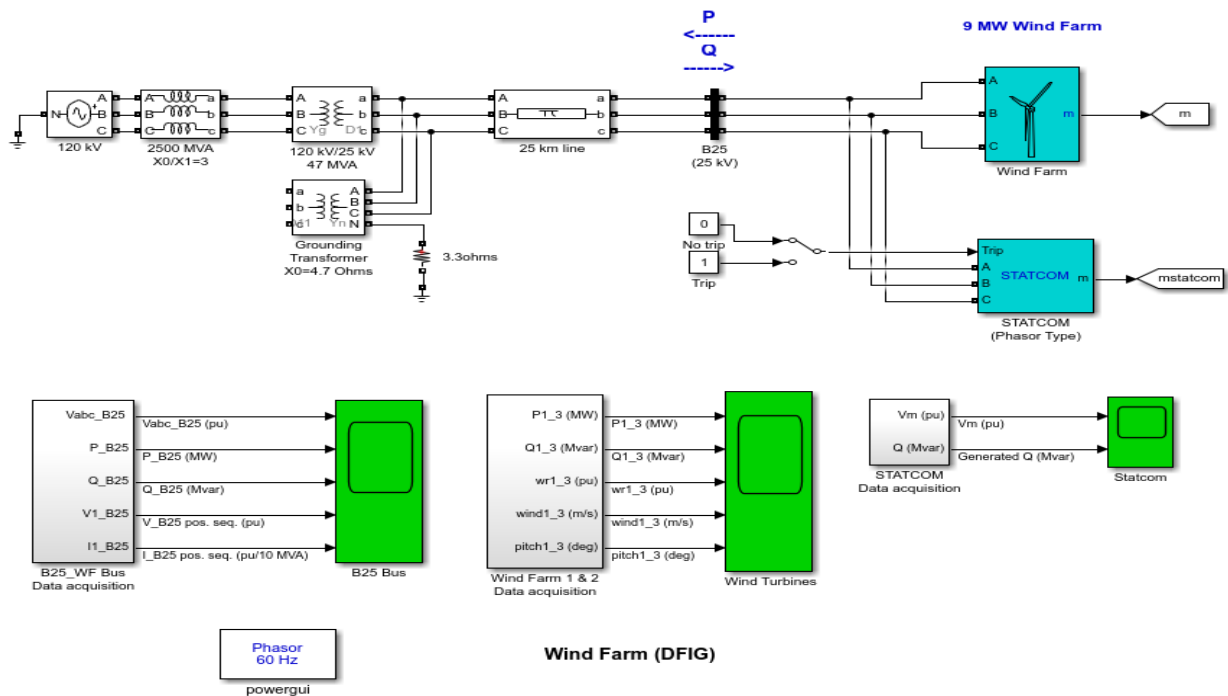 P
<------
Q
------>
9 MW Wind Farm
N
A
B
C
120 kV
A
B
C
a
b
c
2500 MVA
X0/X1=3
A
B
C
Yg
D1
a
b
c
120 kV/25 kV
47 MVA
A
B
C
a
b
c
25 km line
B25
(25 kV)
A
B
C
m
Wind Farm
m
a
b
c
Yn
A
B
C
N
Grounding
Transformer
X0=4.7 Ohms
3.3ohms
0
No trip
1
Trip
Trip
A
B
C
STATCOM
m
STATCOM
(Phasor Type)
mstatcom
Vabc_B25
Vabc_B25 (pu)
P_B25
P_B25 (MW)
Q_B25
Q_B25 (Mvar)
V1_B25
V_B25 pos. seq. (pu)
I1_B25
I_B25 pos. seq. (pu/10 MVA)
B25_WF Bus
Data acquisition
B25 Bus
P1_3 (MW)
P1_3 (MW)
Q1_3 (Mvar)
Q1_3 (Mvar)
wr1_3 (pu)
wr1_3 (pu)
wind1_3 (m/s)
wind1_3 (m/s)
pitch1_3 (deg)
pitch1_3 (deg)
Wind Farm 1 & 2
Data acquisition
Wind Turbines
Vm (pu)
Vm (pu)
Q (Mvar)
Generated Q (Mvar)
STATCOM
Data acquisition
Statcom
Phasor
60 Hz
powergui
Wind Farm (DFIG)